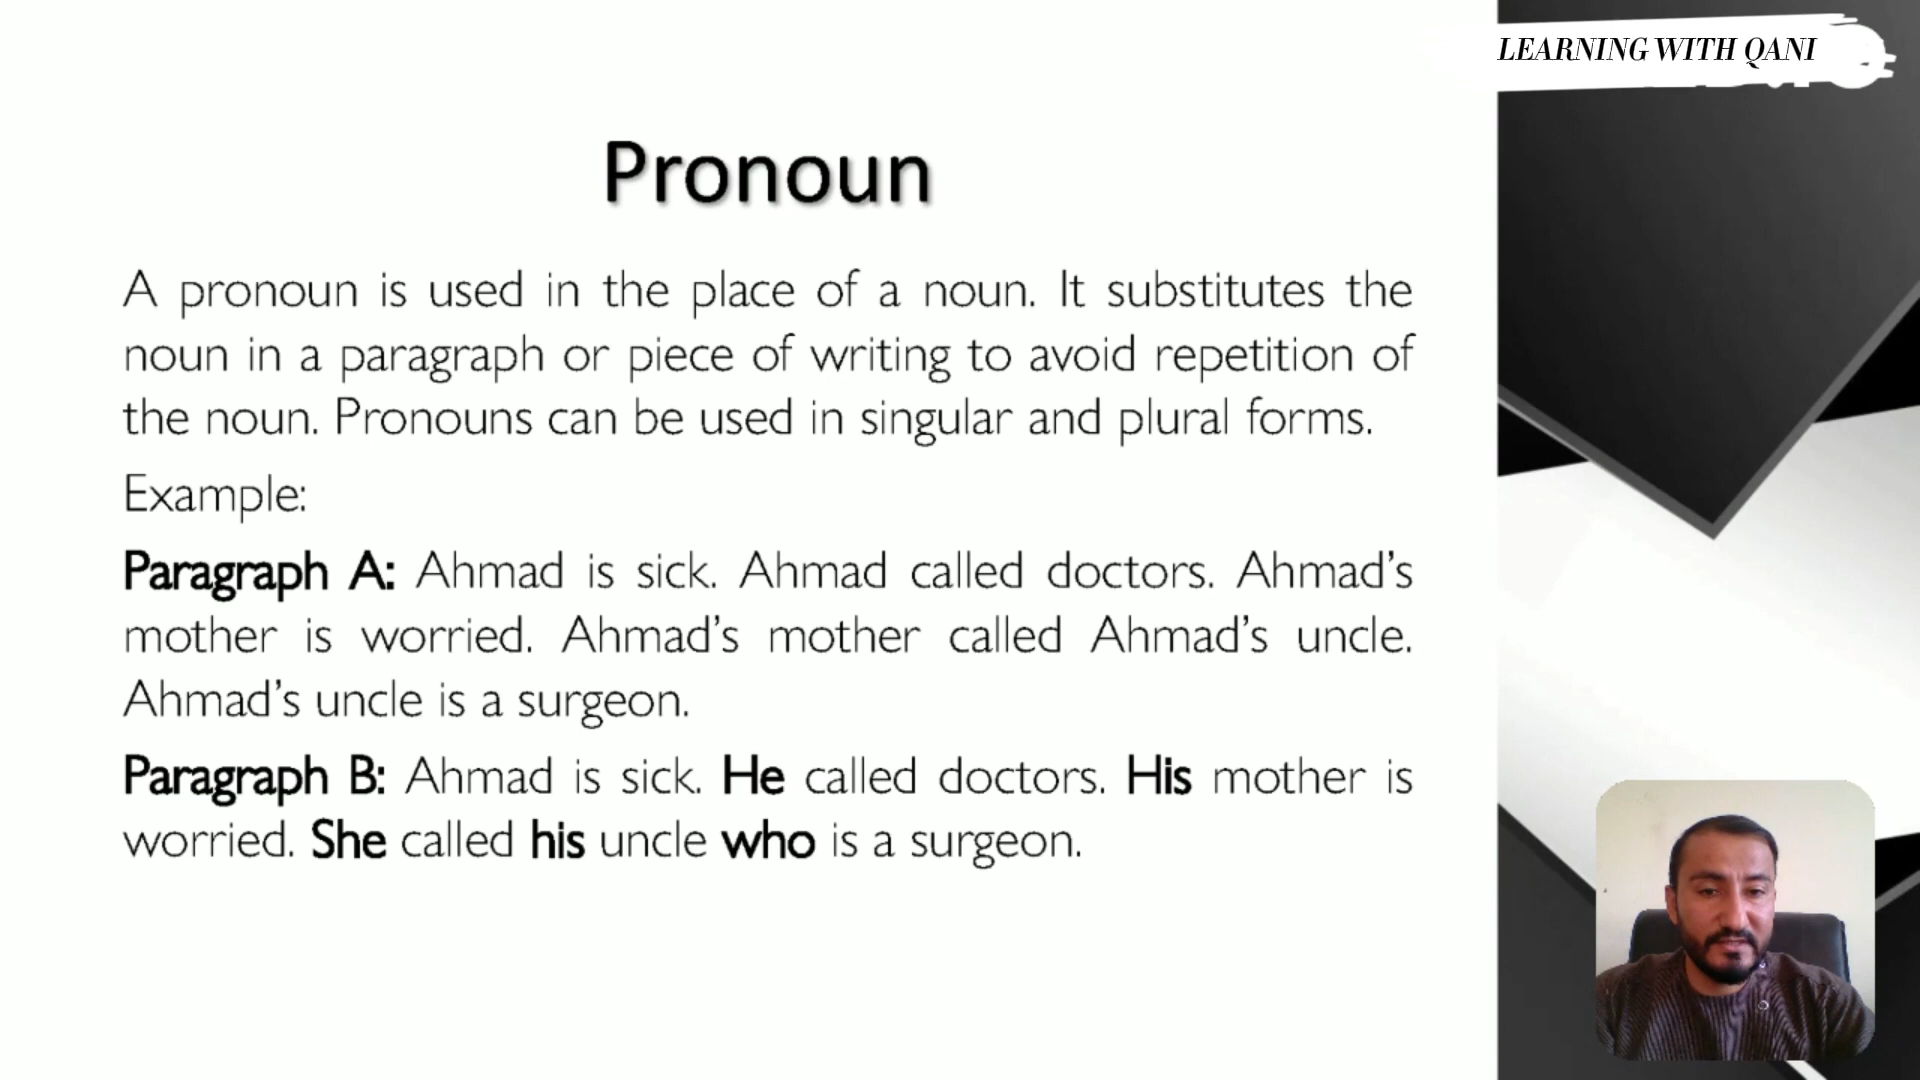 LEARNING WITH QANI
Pronoun
A pronoun is used in the place of a noun. It substitutes the
noun in a paragraph or piece of writing to avoid repetition of
the noun. Pronouns can be used in singular and plural forms.
Example:
Paragraph A: Ahmad is sick. Ahmad called doctors. Ahmad’s
mother is worried. Ahmad’s mother called Ahmad’s uncle.
Ahmad’s uncle is a surgeon.
Paragraph B: Ahmad is sick. He called doctors. His mother is
worried. She called his uncle who is a surgeon.